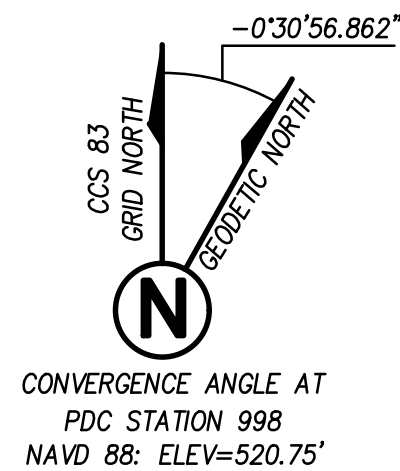 -0°30'56.862"
CCS 83
GRID NORTH
GEODETIC NORTH
N
CONVERGENCE ANGLE AT
PDC STATION 998
NAVD 88: ELEV=520.75'